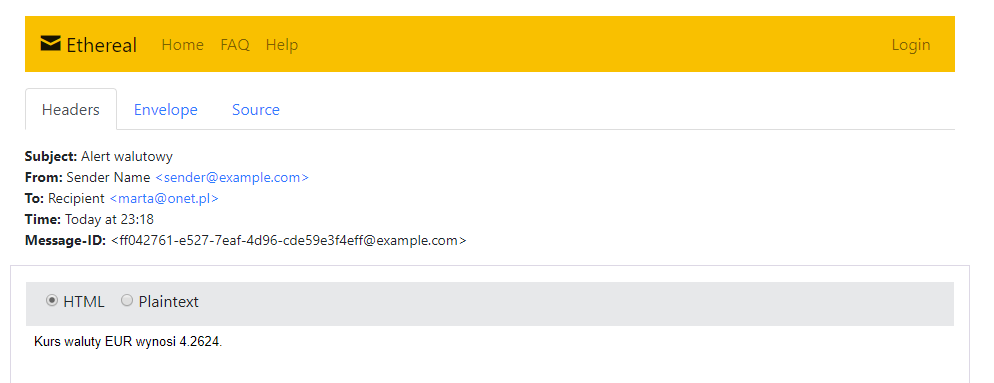 Ethereal Home FAQ Help Login
Headers Envelope Source
Subject: Alert walutowy
From: Sender Name <sender@example.com>
To: Recipient <marta@onet.pl>
Time: Today at 23:18
Message-ID: <ff042761-e527-7eaf-4d96-cde59e3f4eff@example.com>
HTML Plaintext
Kurs waluty EUR wynosi 4.2624.